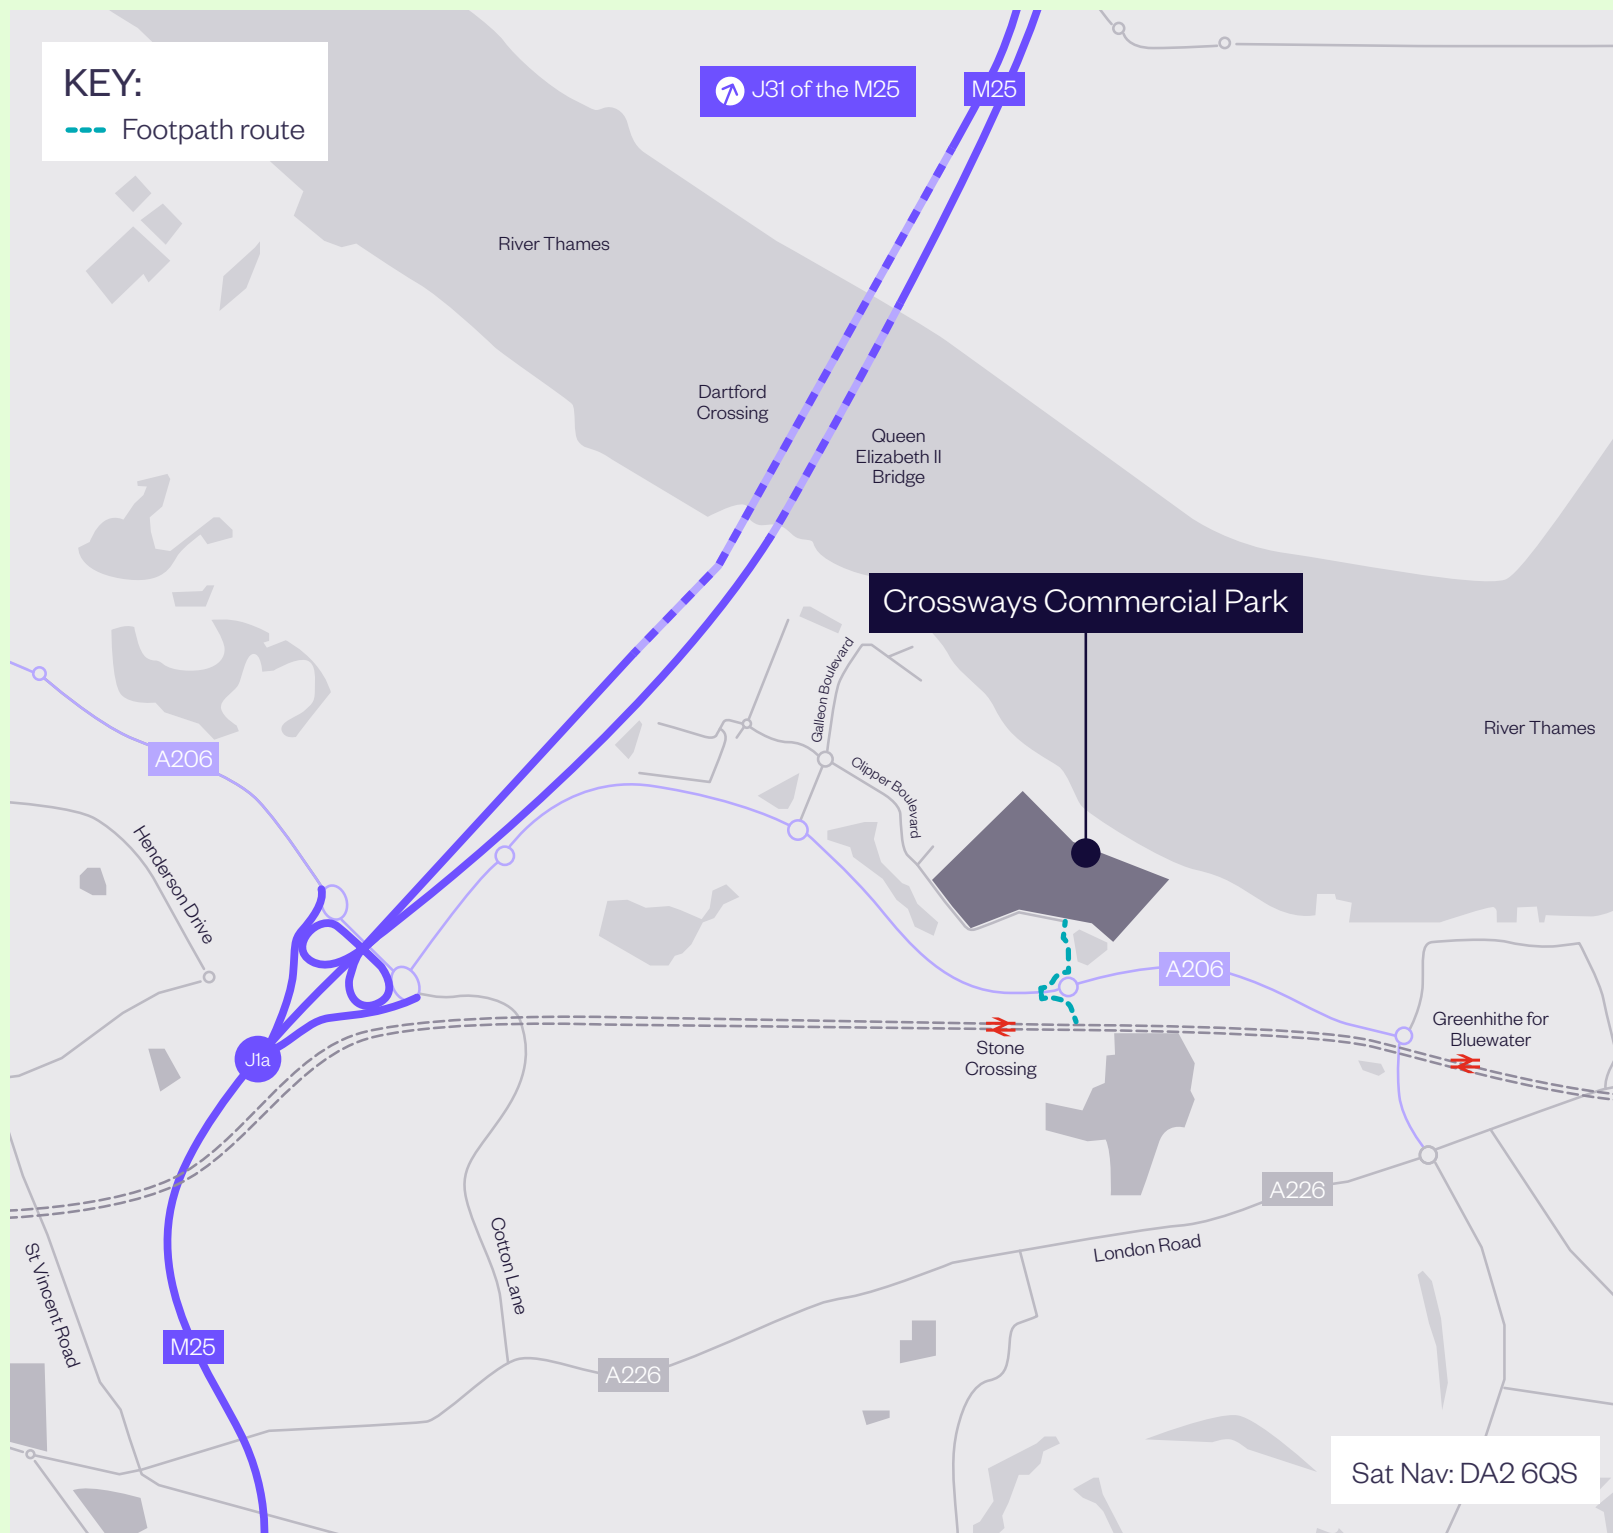 KEY:
Footpath route
J31 of the M25
M25
River Thames
Dartford
Crossing
Queen
Elizabeth II
Bridge
Crossways Commercial Park
Galleon Boulevard
River Thames
A206
Clipper Boulevard
Henderson Drive
A206
Greenhithe for
Bluewater
Stone
Crossing
J1a
A226
London Road
Cotton Lane
St Vincent Road
M25
A226
Sat Nav: DA2 6QS